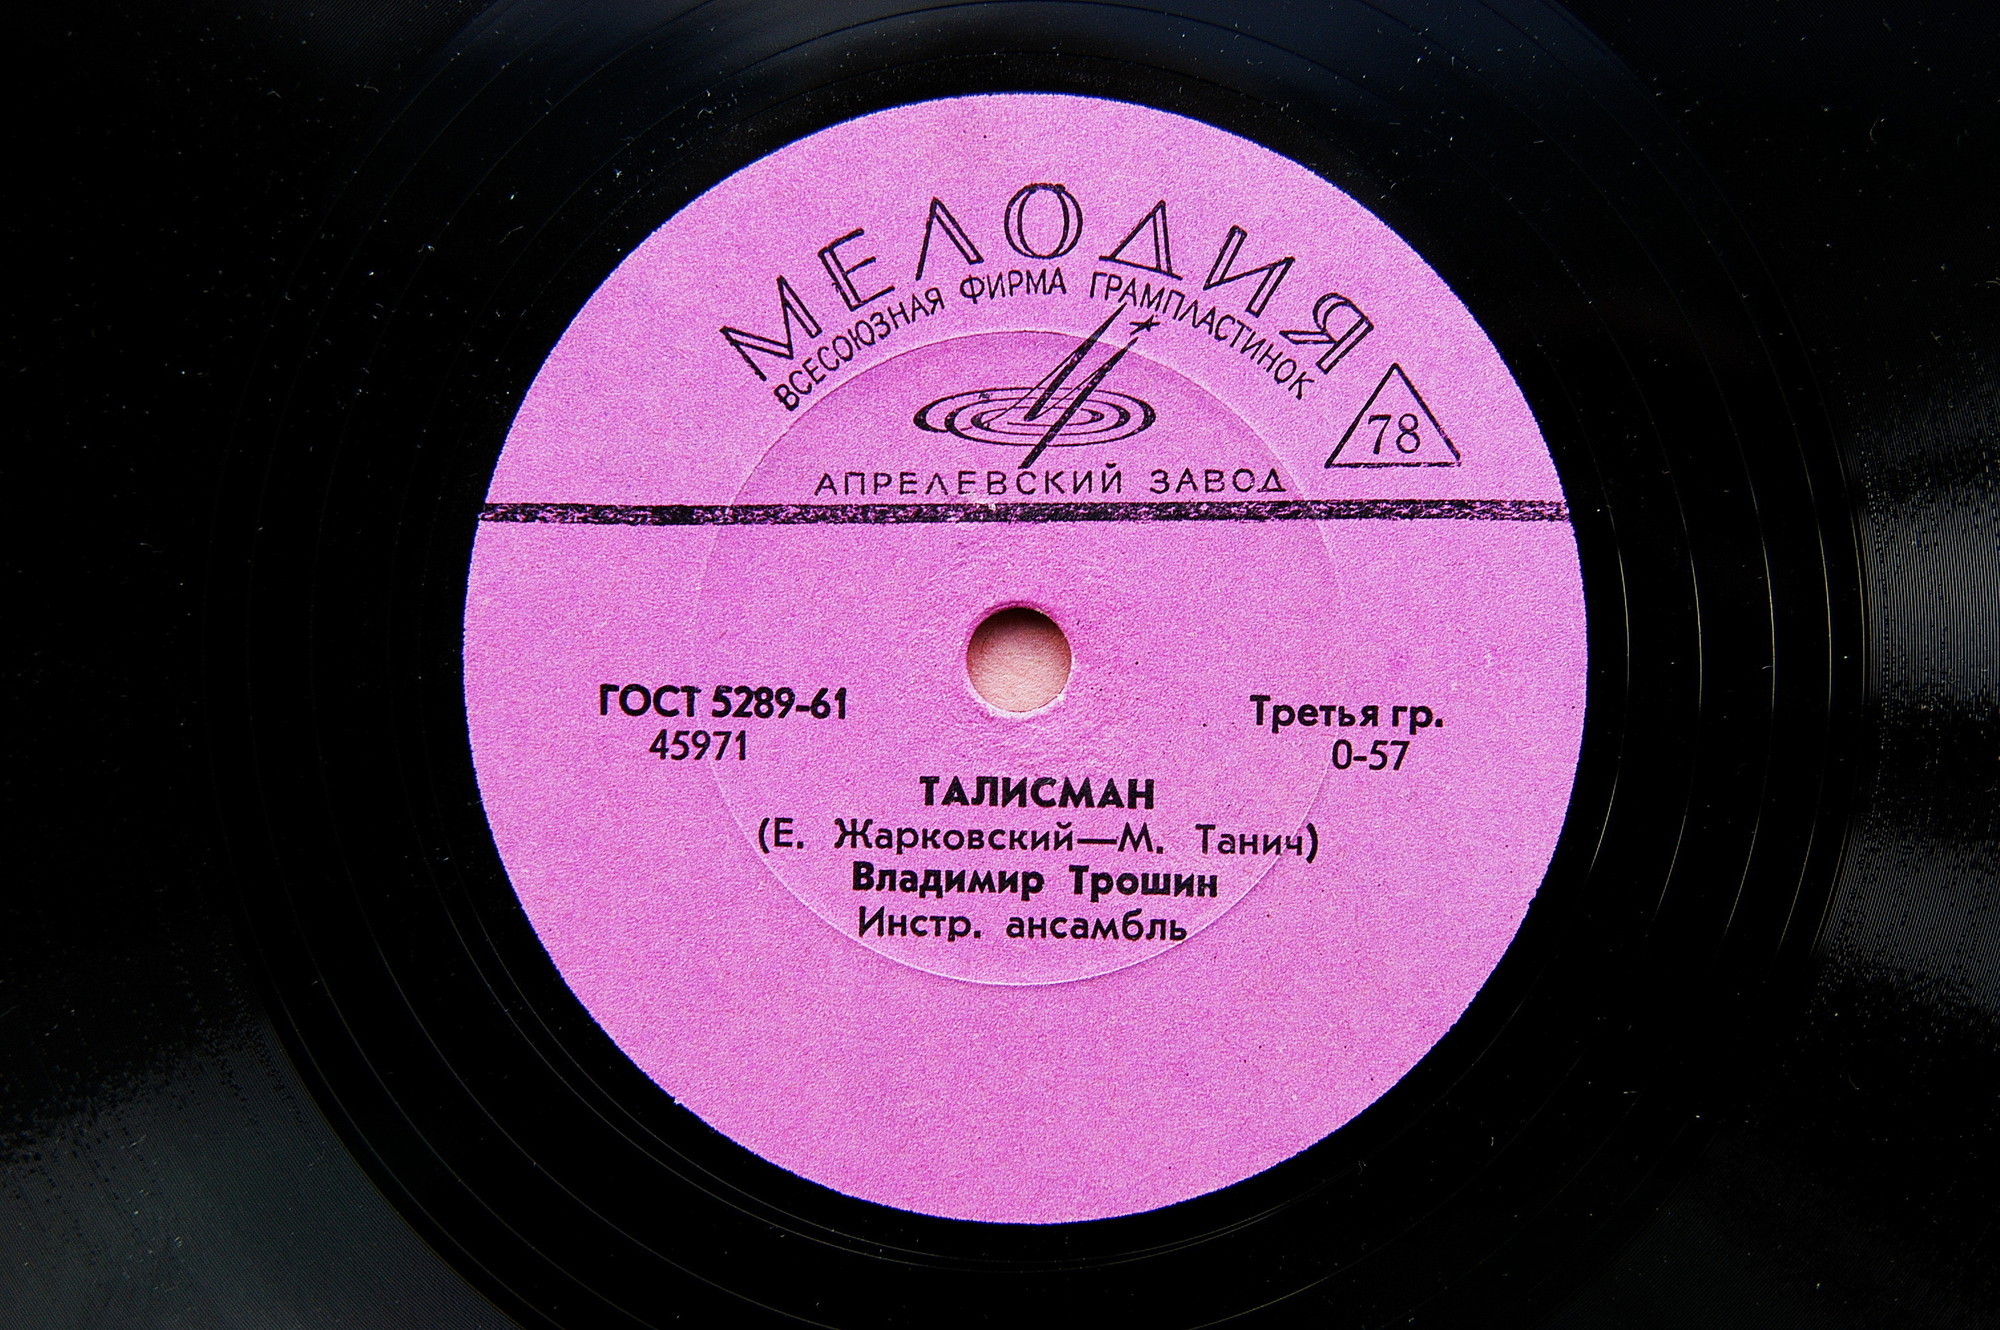 МЕЛОДИЯ
ВСЕСОЮЗНАЯ ФИРМА ГРАМПЛАСТИНОК
78
АПРЕЛЕВСКИЙ ЗАВОД
ГОСТ 5289-61
45971
Третья гр.
0-57
ТАЛИСМАН
(Е. Жарковский—М. Танич)
Владимир Трошин
Инстр. ансамбль